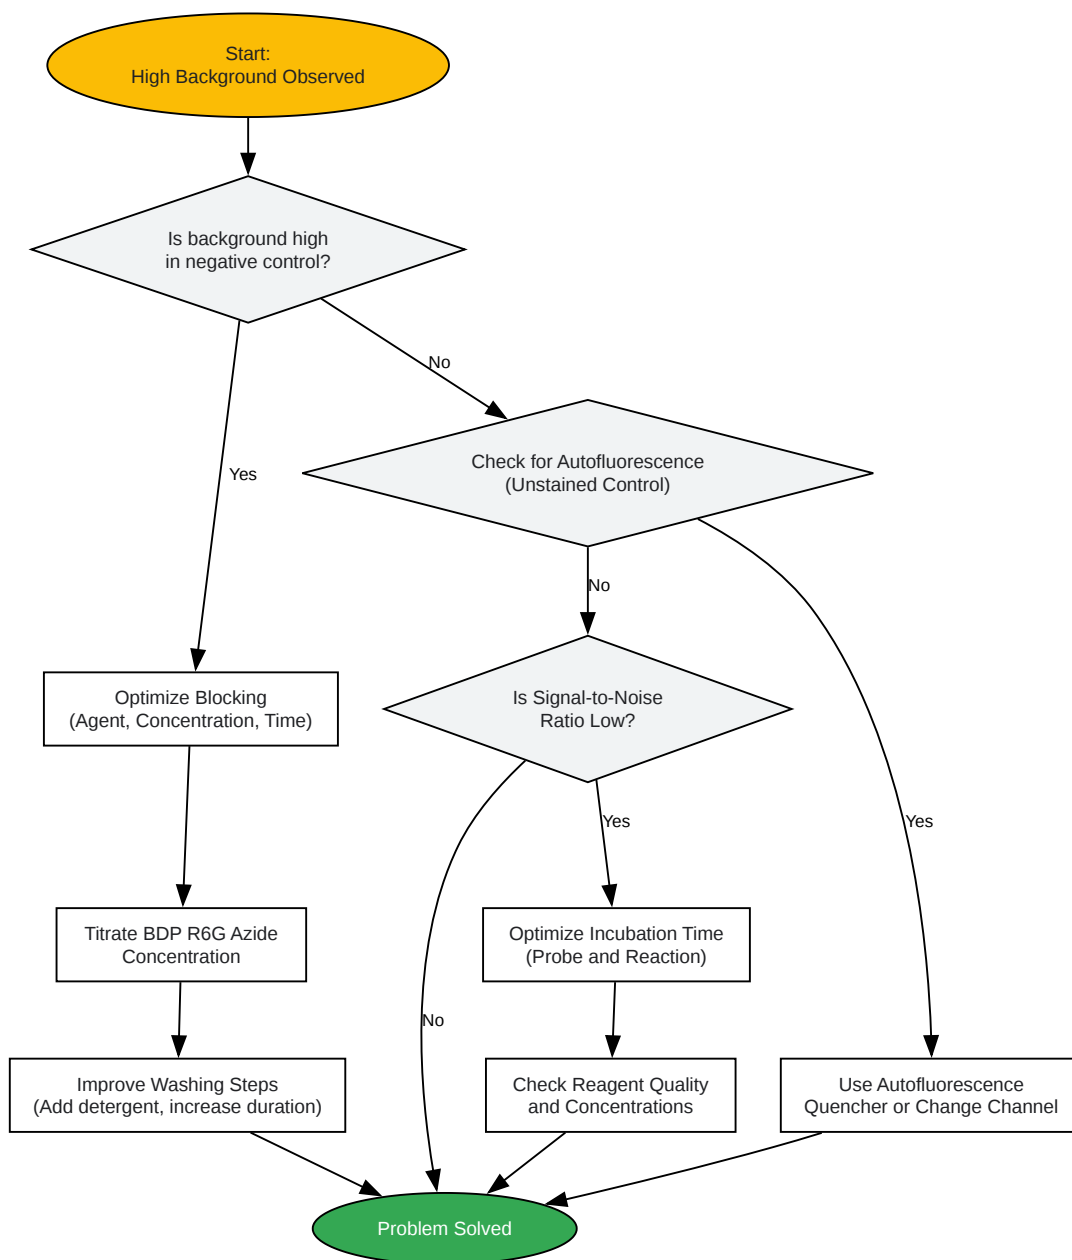 Start:
High Background Observed
Is background high
in negative control?
No
Yes
Check for Autofluorescence
(Unstained Control)
No
Is Signal-to-Noise
Ratio Low?
Optimize Blocking
(Agent, Concentration, Time)
Yes
Yes
Titrate BDP R6G Azide
Concentration
Optimize Incubation Time
(Probe and Reaction)
No
Improve Washing Steps
(Add detergent, increase duration)
Check Reagent Quality
and Concentrations
Use Autofluorescence
Quencher or Change Channel
Problem Solved